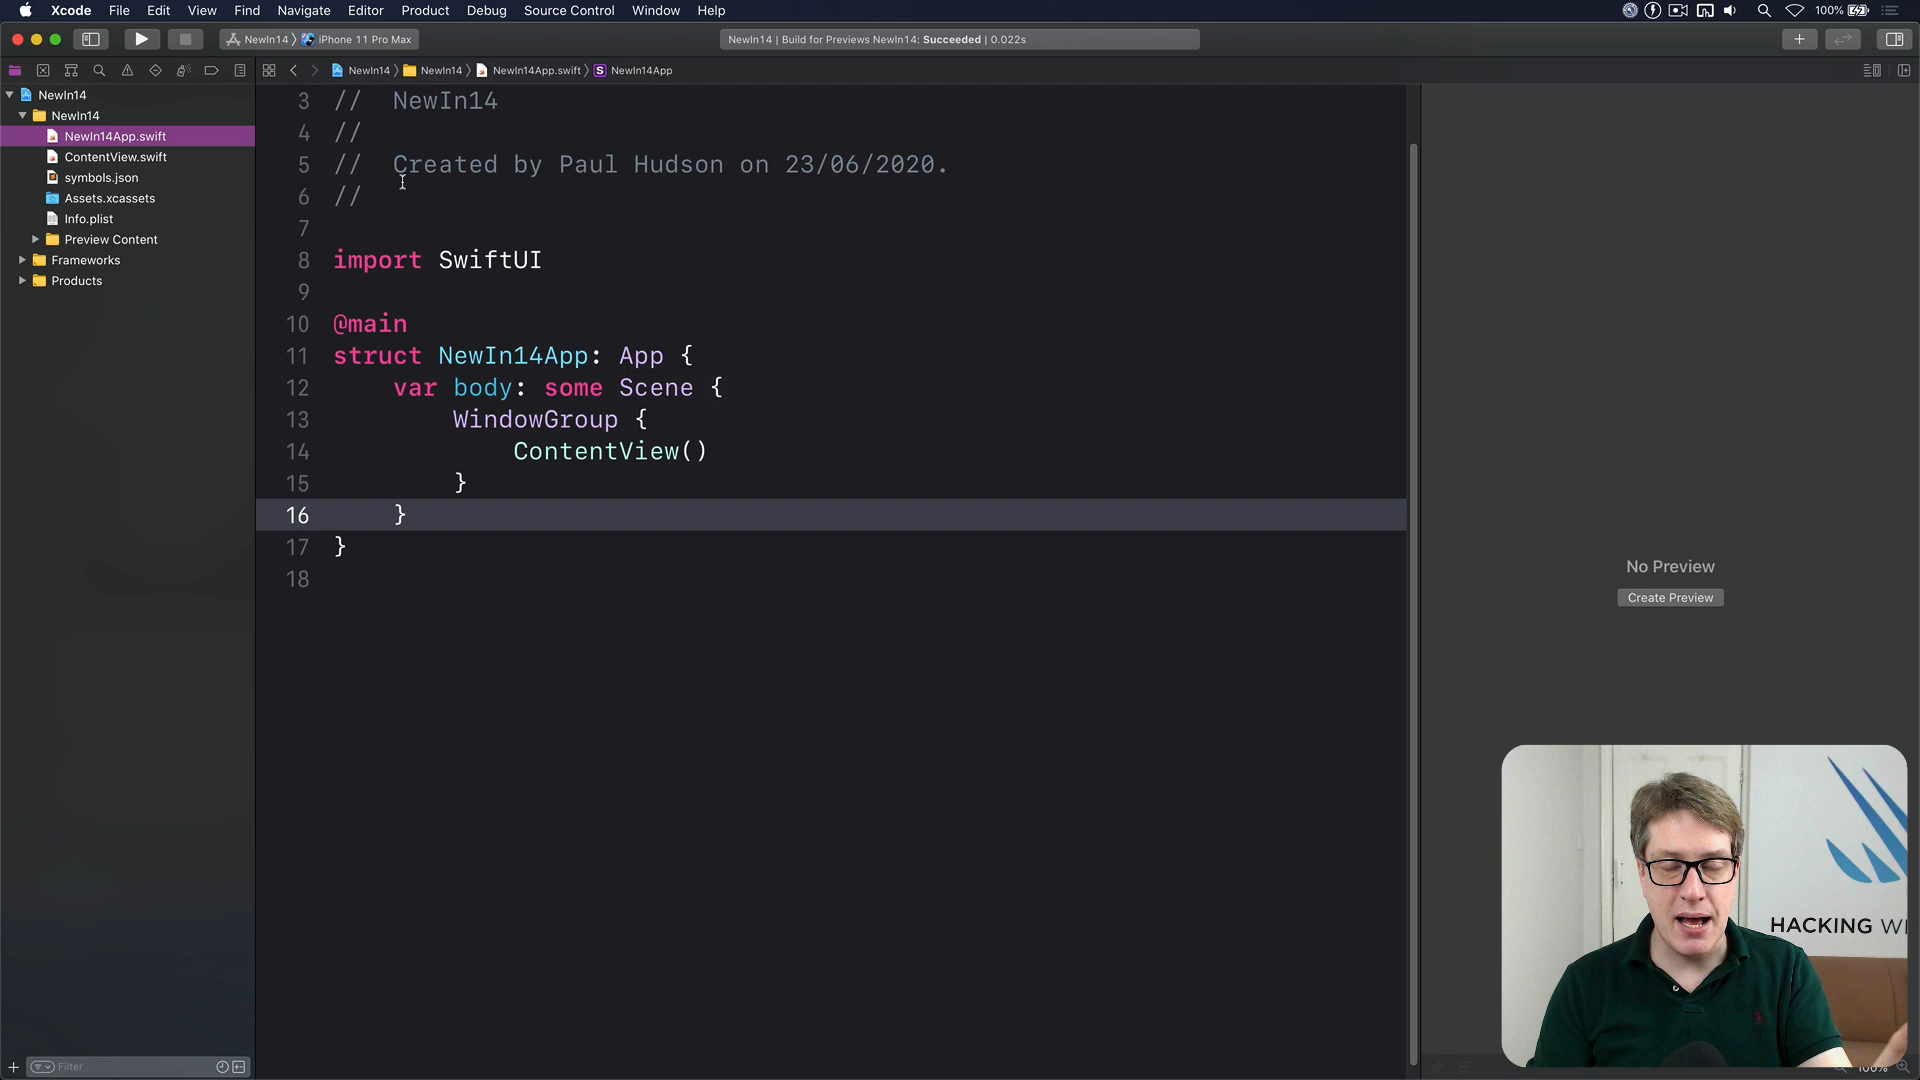 Xcode File Edit View Find Navigate Editor Product Debug Source Control Window Help 100%
NewIn14 iPhone 11 Pro Max
NewIn14 | Build for Previews NewIn14: Succeeded | 0.022s
NewIn14 NewIn14 NewIn14App.swift S NewIn14App
NewIn14
NewIn14
NewIn14App.swift
ContentView.swift
symbols.json
Assets.xcassets
Info.plist
Preview Content
Frameworks
Products
Filter
3 // NewIn14
4 //
5 // Created by Paul Hudson on 23/06/2020.
6 //
7
8 import SwiftUI
9
10 @main
11 struct NewIn14App: App {
12 var body: some Scene {
13 WindowGroup {
14 ContentView()
15 }
16 }
17 }
18
No Preview
Create Preview
HACKING WI
100%